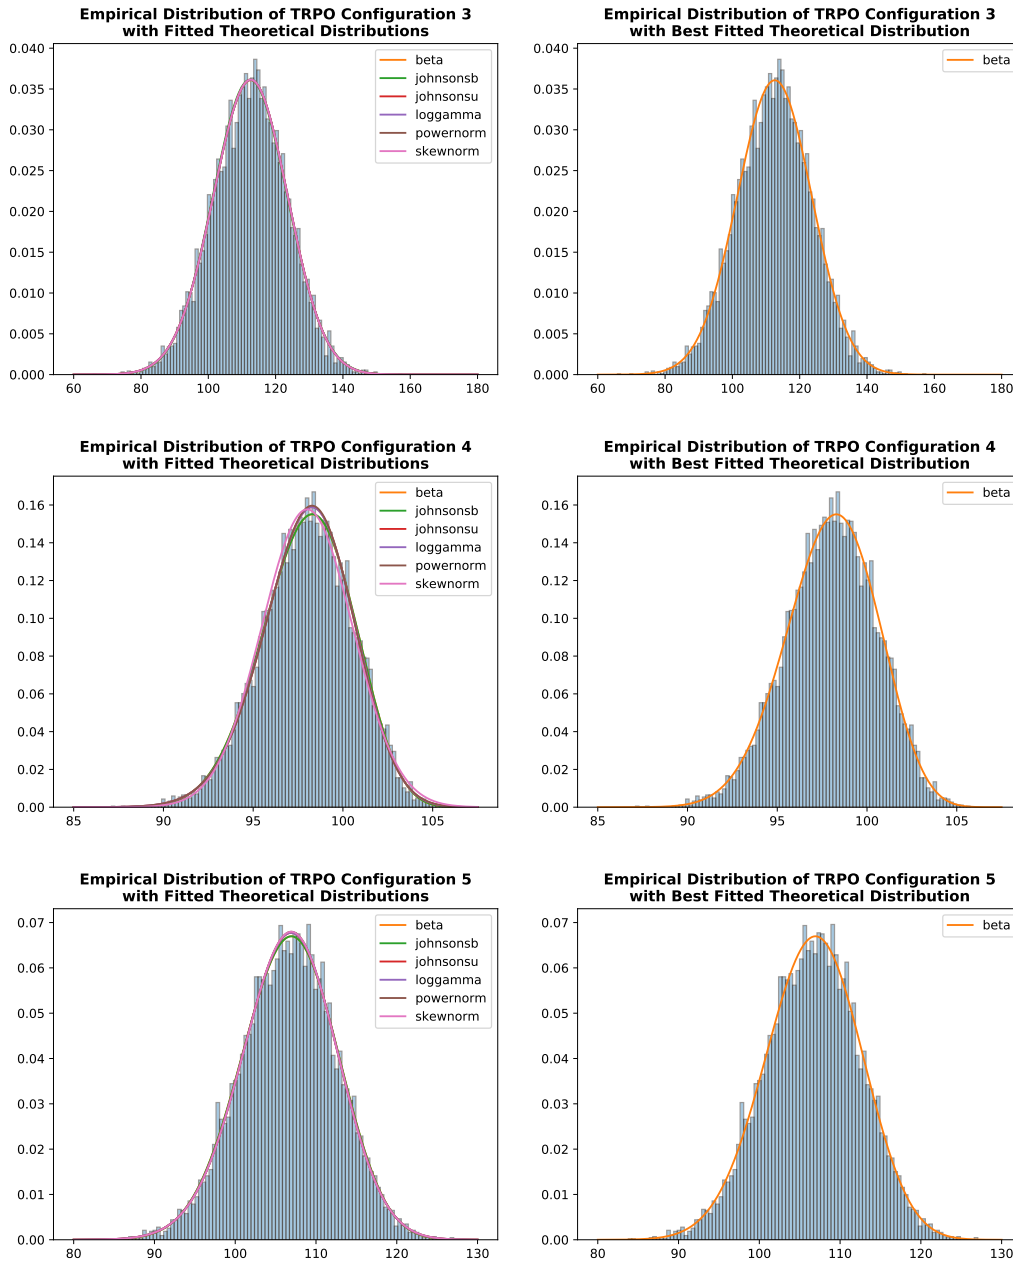 Empirical Distribution of TRPO Configuration 3
with Fitted Theoretical Distributions
0.040
0.035
0.030
0.025
0.020
0.015
0.010
0.005
0.000
60 80 100 120 140 160 180
beta
johnsonsb
johnsonsu
loggamma
powernorm
skewnorm
Empirical Distribution of TRPO Configuration 3
with Best Fitted Theoretical Distribution
0.040
0.035
0.030
0.025
0.020
0.015
0.010
0.005
0.000
60 80 100 120 140 160 180
beta
Empirical Distribution of TRPO Configuration 4
with Fitted Theoretical Distributions
0.16
0.14
0.12
0.10
0.08
0.06
0.04
0.02
0.00
85 90 95 100 105
beta
johnsonsb
johnsonsu
loggamma
powernorm
skewnorm
Empirical Distribution of TRPO Configuration 4
with Best Fitted Theoretical Distribution
0.16
0.14
0.12
0.10
0.08
0.06
0.04
0.02
0.00
85 90 95 100 105
beta
Empirical Distribution of TRPO Configuration 5
with Fitted Theoretical Distributions
0.07
0.06
0.05
0.04
0.03
0.02
0.01
0.00
80 90 100 110 120 130
beta
johnsonsb
johnsonsu
loggamma
powernorm
skewnorm
Empirical Distribution of TRPO Configuration 5
with Best Fitted Theoretical Distribution
0.07
0.06
0.05
0.04
0.03
0.02
0.01
0.00
80 90 100 110 120 130
beta